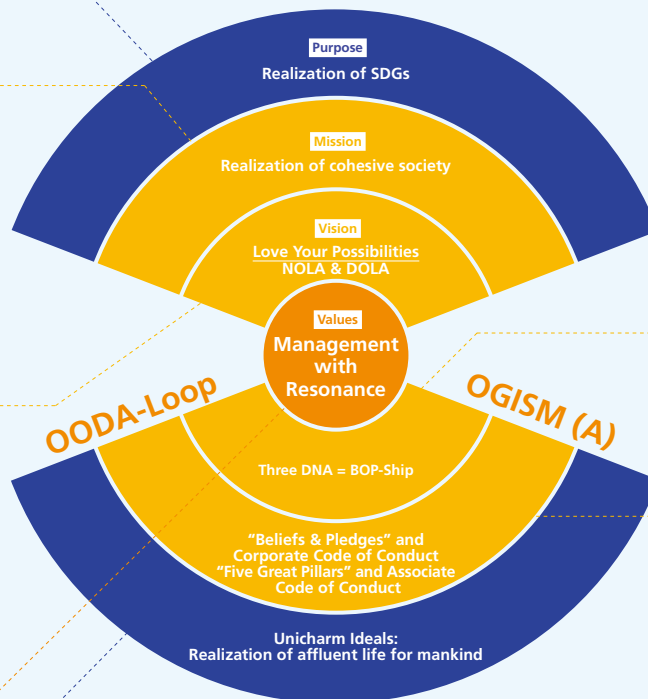 Purpose
Realization of SDGs
Mission
Realization of cohesive society
Vision
Love Your Possibilities
NOLA & DOLA
Values
Management
with
Resonance
OODA-Loop
OGISM (A)
Three DNA = BOP-Ship
“Beliefs & Pledges” and
Corporate Code of Conduct
“Five Great Pillars” and Associate
Code of Conduct
Unicharm Ideals:
Realization of affluent life for mankind